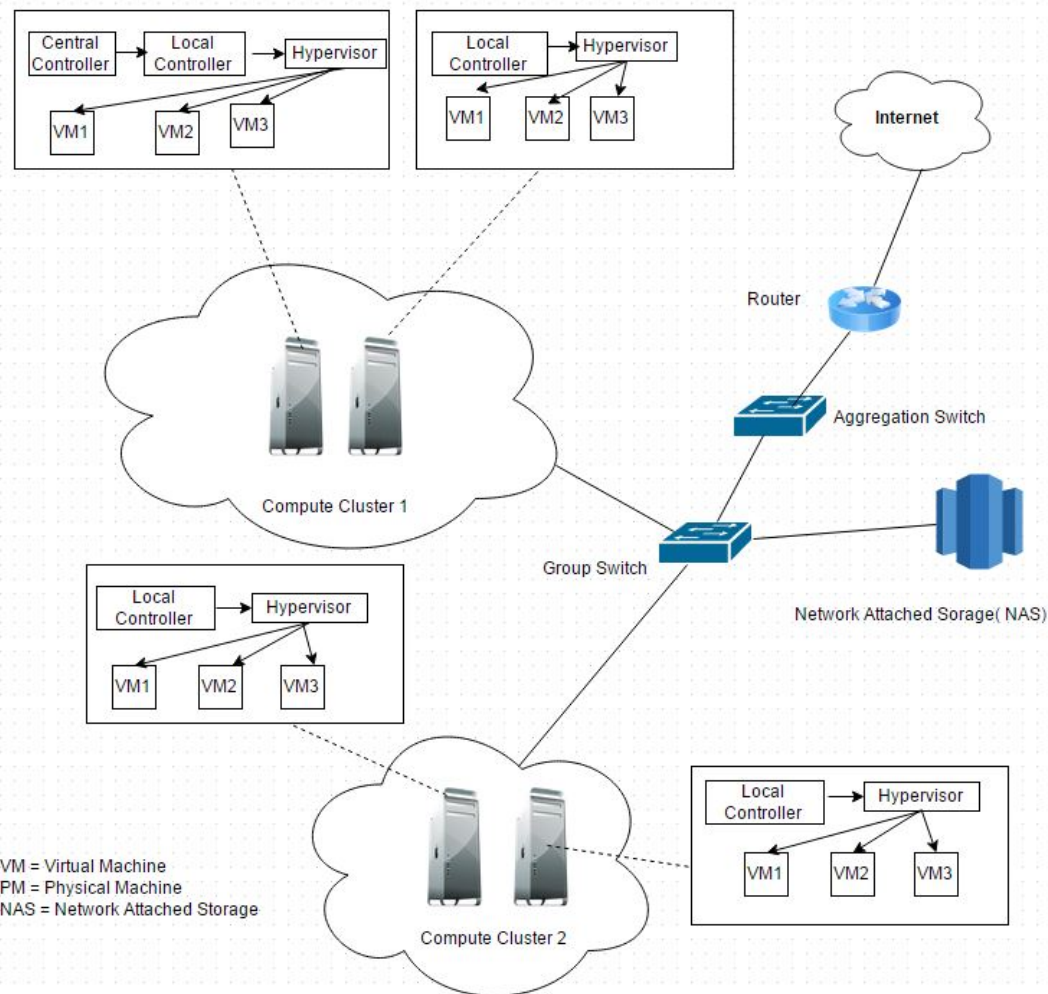 Central
Controller
Local
Controller
Hypervisor
VM1
VM2
VM3
Local
Controller
Hypervisor
VM1
VM2
VM3
Internet
Router
Aggregation Switch
Compute Cluster 1
Group Switch
Network Attached Sorage( NAS)
Local
Controller
Hypervisor
VM1
VM2
VM3
Local
Controller
Hypervisor
VM1
VM2
VM3
VM = Virtual Machine
PM = Physical Machine
NAS = Network Attached Storage
Compute Cluster 2